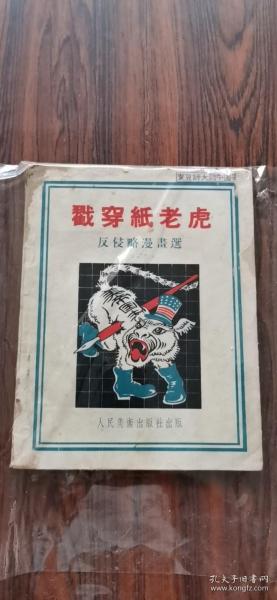 戳穿紙老虎
反侵略漫畫選
人民美術出版社出版
孔夫子旧书网